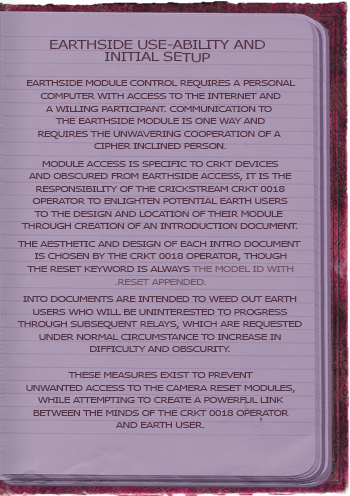 EARTHSIDE USE-ABILITY AND
INITIAL SETUP
EARTHSIDE MODULE CONTROL REQUIRES A PERSONAL
COMPUTER WITH ACCESS TO THE INTERNET AND
A WILLING PARTICIPANT. COMMUNICATION TO
THE EARTHSIDE MODULE IS ONE WAY AND
REQUIRES THE UNWAVERING COOPERATION OF A
CIPHER INCLINED PERSON.
MODULE ACCESS IS SPECIFIC TO CRKT DEVICES
AND OBSCURED FROM EARTHSIDE ACCESS, IT IS THE
RESPONSIBILITY OF THE CRICKSTREAM CRKT 0018
OPERATOR TO ENLIGHTEN POTENTIAL EARTH USERS
TO THE DESIGN AND LOCATION OF THEIR MODULE
THROUGH CREATION OF AN INTRODUCTION DOCUMENT.
THE AESTHETIC AND DESIGN OF EACH INTRO DOCUMENT
IS CHOSEN BY THE CRKT 0018 OPERATOR, THOUGH
THE RESET KEYWORD IS ALWAYS THE MODEL ID WITH
.RESET APPENDED.
INTO DOCUMENTS ARE INTENDED TO WEED OUT EARTH
USERS WHO WILL BE UNINTERESTED TO PROGRESS
THROUGH SUBSEQUENT RELAYS, WHICH ARE REQUESTED
UNDER NORMAL CIRCUMSTANCE TO INCREASE IN
DIFFICULTY AND OBSCURITY.
THESE MEASURES EXIST TO PREVENT
UNWANTED ACCESS TO THE CAMERA RESET MODULES,
WHILE ATTEMPTING TO CREATE A POWERFUL LINK
BETWEEN THE MINDS OF THE CRKT 0018 OPERATOR
AND EARTH USER.